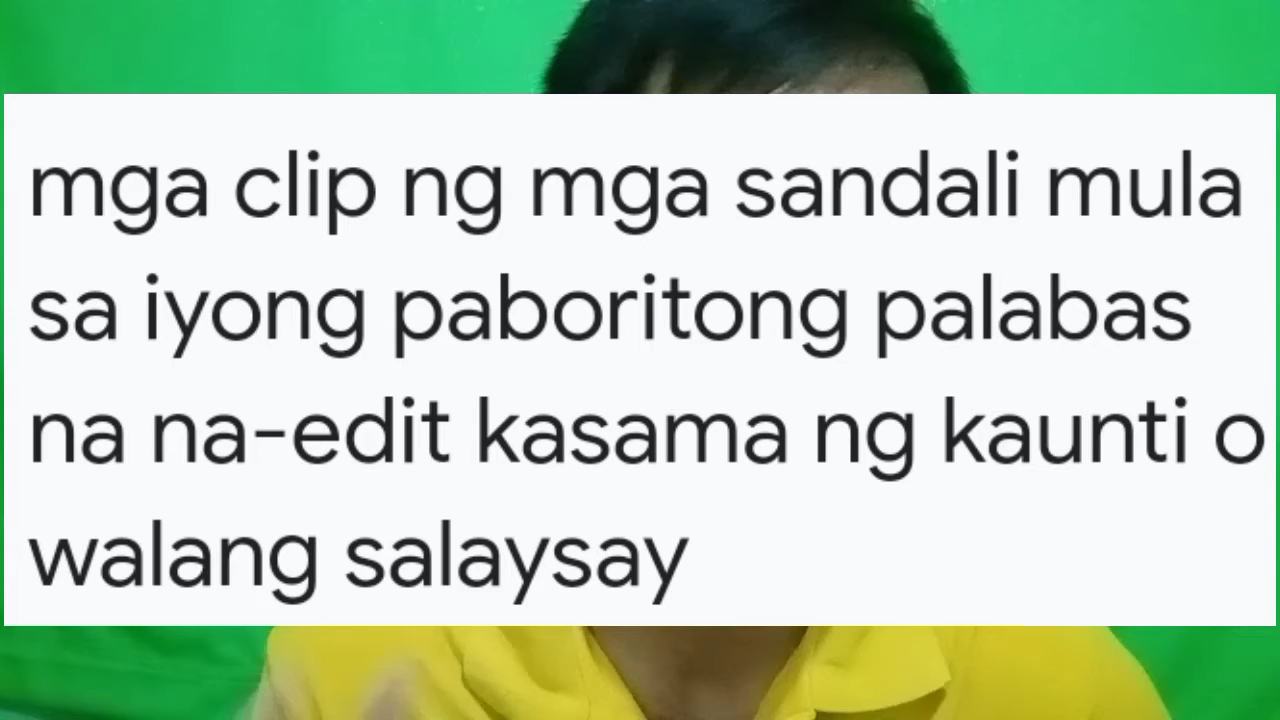 mga clip ng mga sandali mula
sa iyong paboritong palabas
na na-edit kasama ng kaunti o
walang salaysay